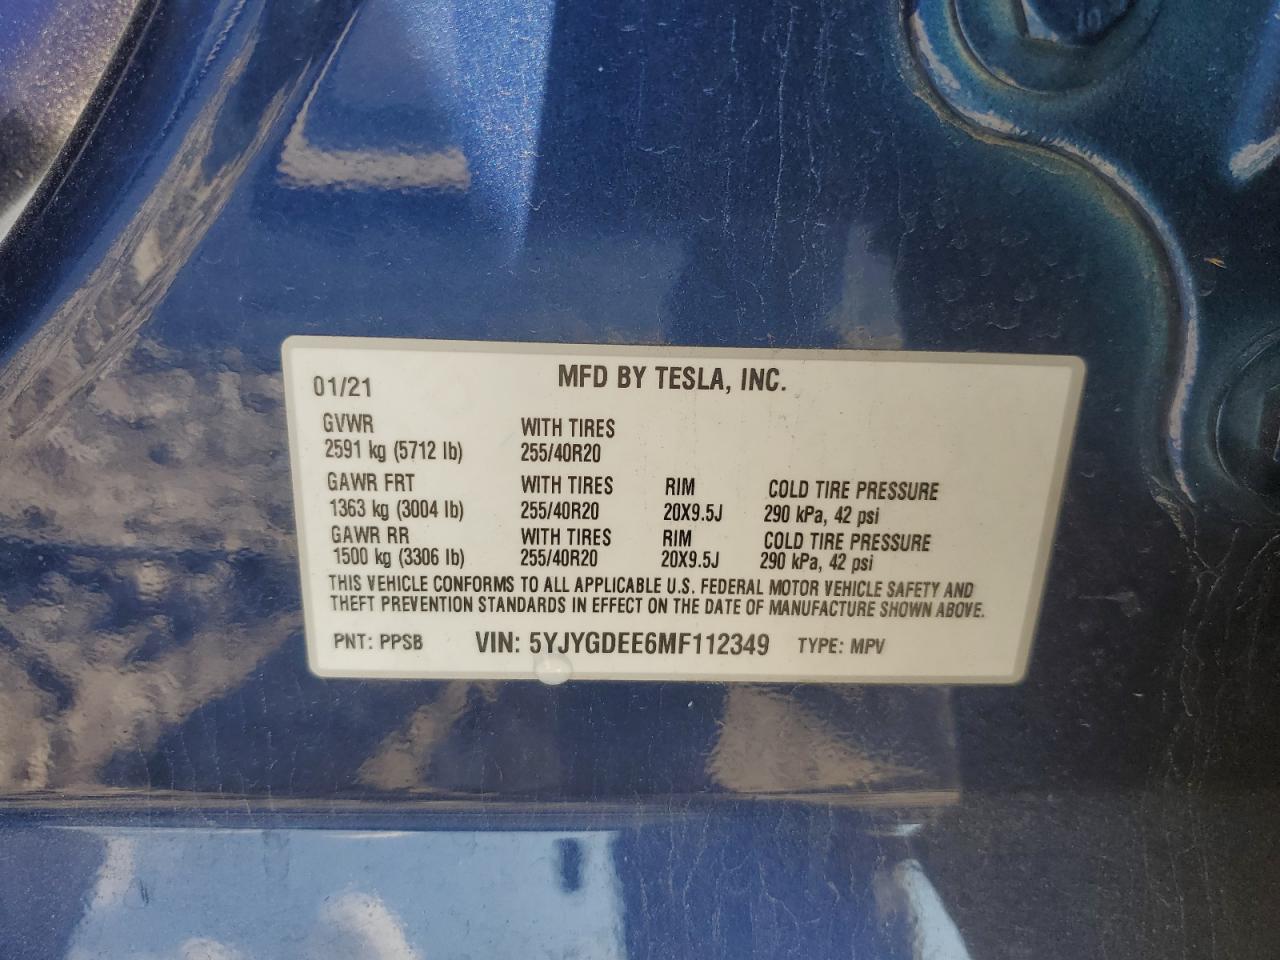 01/21 MFD BY TESLA, INC.
GVWR WITH TIRES
2591 kg (5712 lb) 255/40R20
GAWR FRT WITH TIRES RIM COLD TIRE PRESSURE
1363 kg (3004 lb) 255/40R20 20X9.5J 290 kPa, 42 psi
GAWR RR WITH TIRES RIM COLD TIRE PRESSURE
1500 kg (3306 lb) 255/40R20 20X9.5J 290 kPa, 42 psi
THIS VEHICLE CONFORMS TO ALL APPLICABLE U.S. FEDERAL MOTOR VEHICLE SAFETY AND
THEFT PREVENTION STANDARDS IN EFFECT ON THE DATE OF MANUFACTURE SHOWN ABOVE.
PNT: PPSB VIN: 5YJYGDEE6MF112349 TYPE: MPV
10